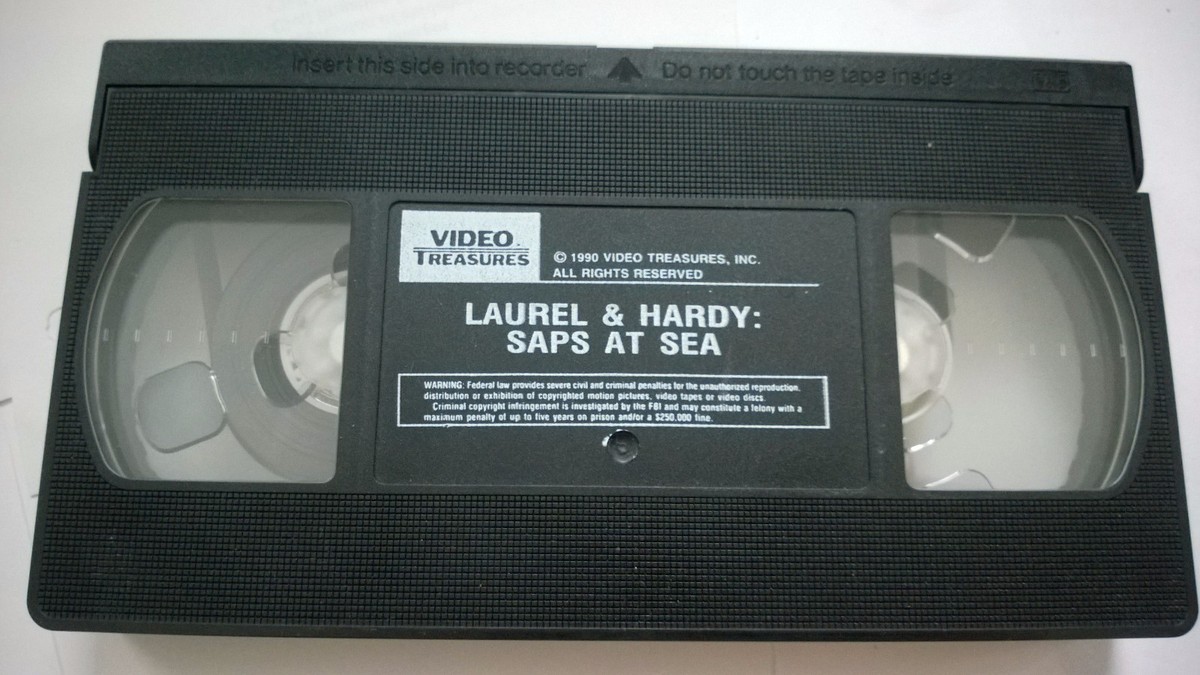 Insert this side into recorder Do not touch the tape inside VHS
VIDEO
TREASURES
© 1990 VIDEO TREASURES, INC.
ALL RIGHTS RESERVED
LAUREL & HARDY:
SAPS AT SEA
WARNING: Federal law provides severe civil and criminal penalties for the unauthorized reproduction,
distribution or exhibition of copyrighted motion pictures, video tapes or video discs.
Criminal copyright infringement is investigated by the FBI and may constitute a felony with a
maximum penalty of up to five years on prison and/or a $250,000 fine.